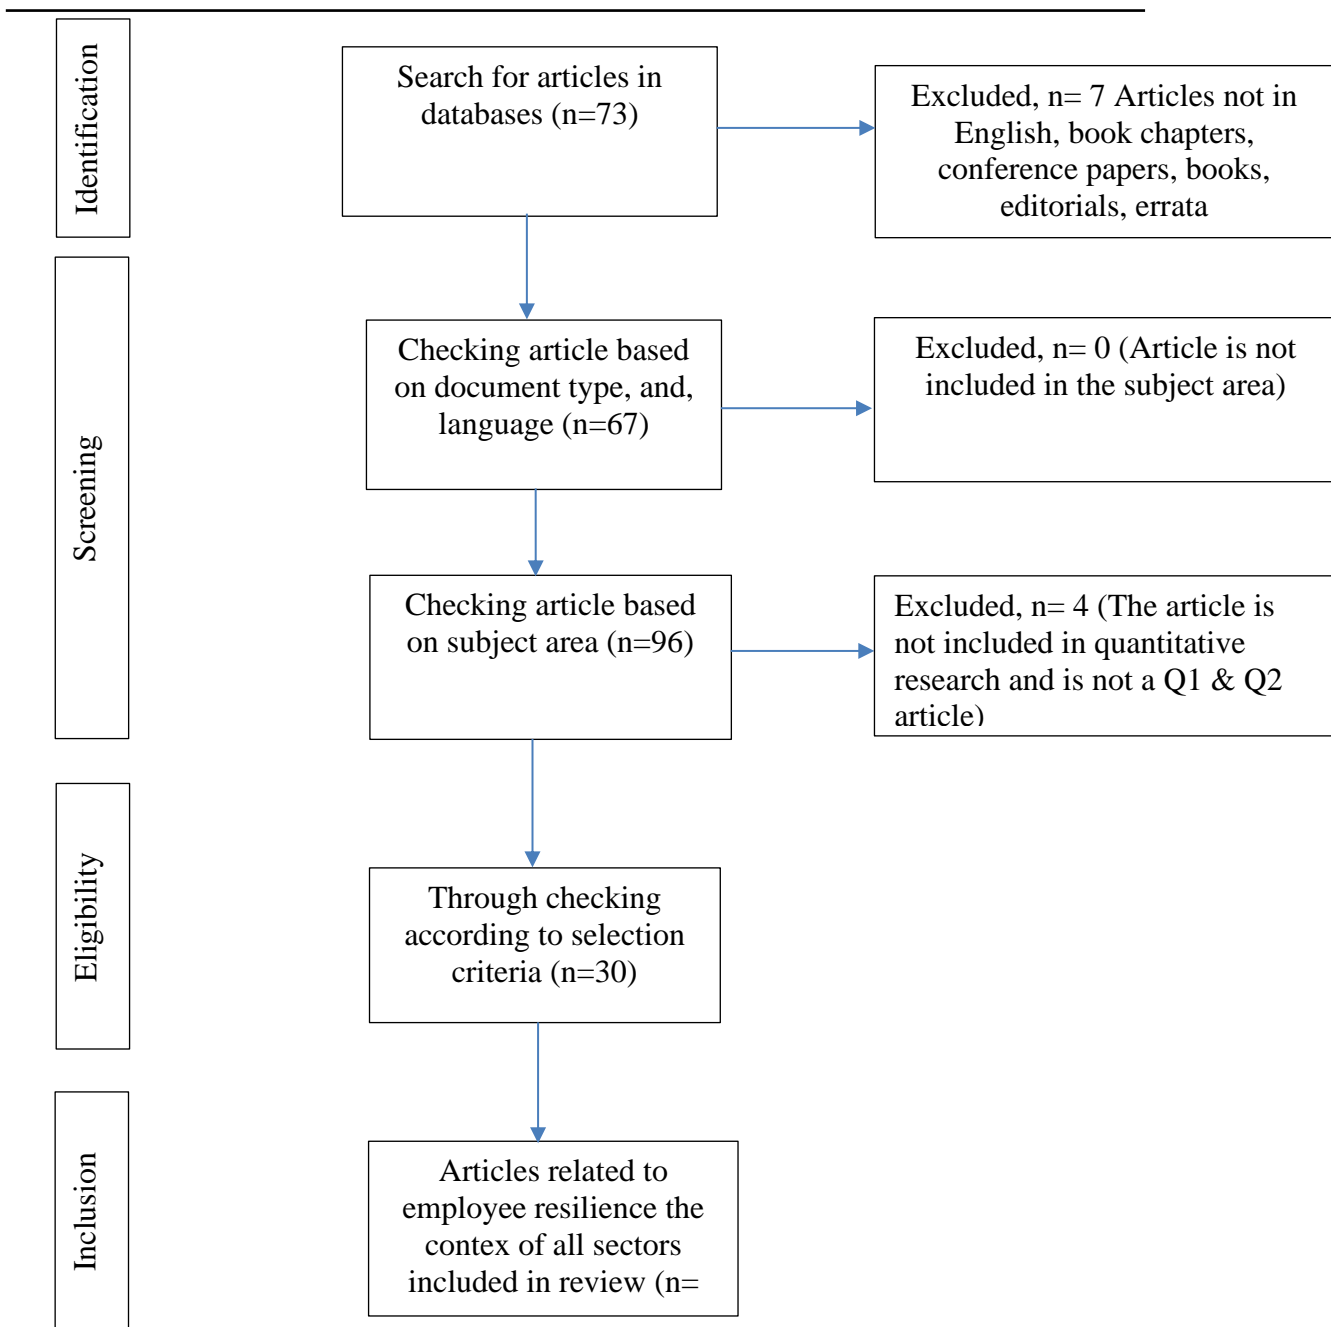 Identification
Search for articles in
databases (n=73)
Excluded, n= 7 Articles not in
English, book chapters,
conference papers, books,
editorials, errata
Screening
Checking article based
on document type, and,
language (n=67)
Excluded, n= 0 (Article is not
included in the subject area)
Checking article based
on subject area (n=96)
Excluded, n= 4 (The article is
not included in quantitative
research and is not a Q1 & Q2
article)
Eligibility
Through checking
according to selection
criteria (n=30)
Inclusion
Articles related to
employee resilience the
contex of all sectors
included in review (n=